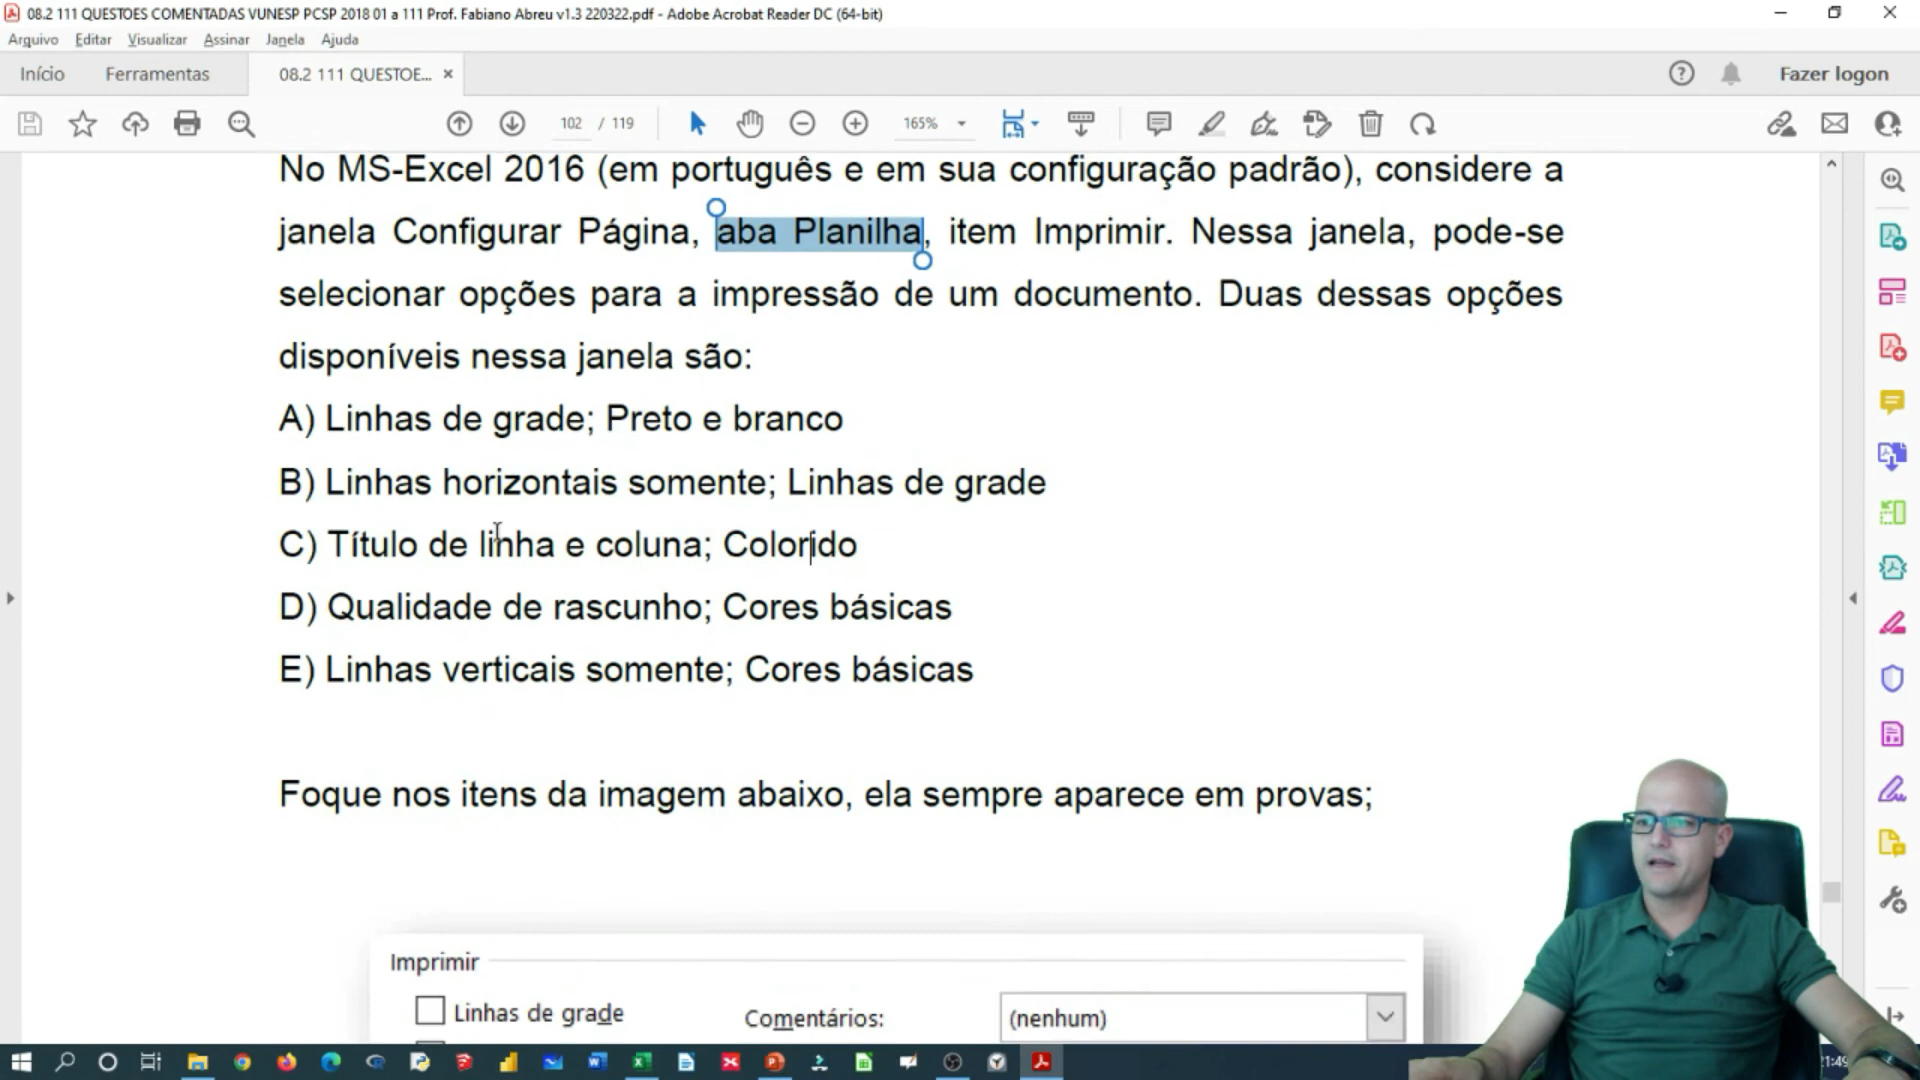 08.2 111 QUESTOES COMENTADAS VUNESP PCSP 2018 01 a 111 Prof. Fabiano Abreu v1.3 220322.pdf - Adobe Acrobat Reader DC (64-bit)
Arquivo Editar Visualizar Assinar Janela Ajuda
Início Ferramentas 08.2 111 QUESTOE... × Fazer logon
102 / 119 165%
No MS-Excel 2016 (em português e em sua configuração padrão), considere a
janela Configurar Página, aba Planilha, item Imprimir. Nessa janela, pode-se
selecionar opções para a impressão de um documento. Duas dessas opções
disponíveis nessa janela são:
A) Linhas de grade; Preto e branco
B) Linhas horizontais somente; Linhas de grade
C) Título de linha e coluna; Colorido
D) Qualidade de rascunho; Cores básicas
E) Linhas verticais somente; Cores básicas
Foque nos itens da imagem abaixo, ela sempre aparece em provas;
Imprimir
Linhas de grade Comentários: (nenhum)